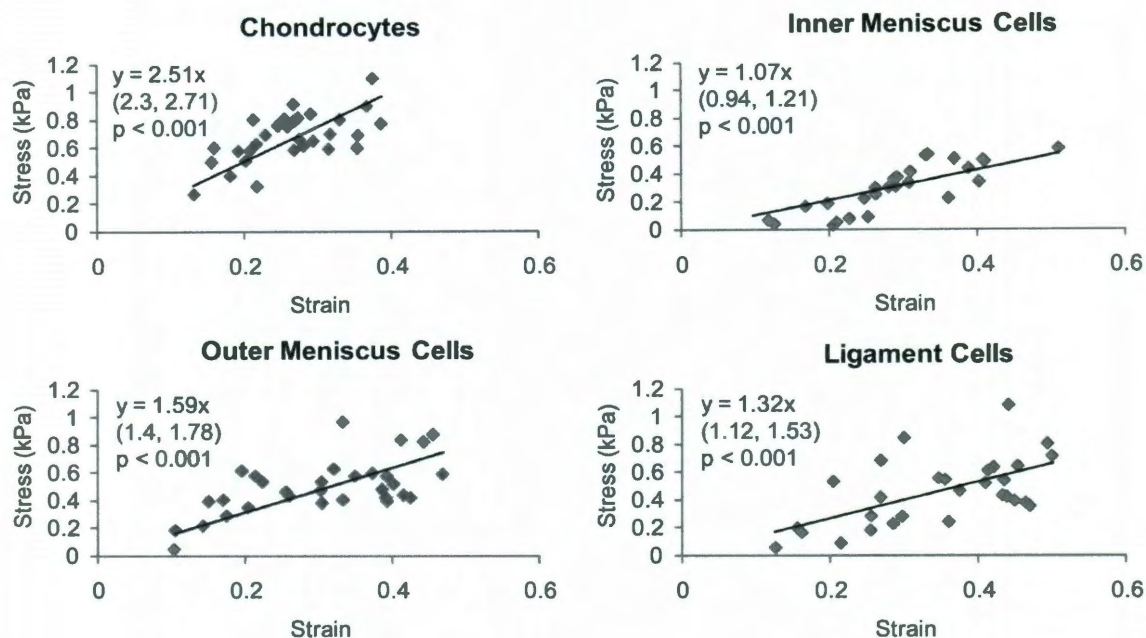 Chondrocytes
y = 2.51x
(2.3, 2.71)
p < 0.001
Stress (kPa)
1.2
1
0.8
0.6
0.4
0.2
0
0
0.2
0.4
0.6
Strain
Inner Meniscus Cells
y = 1.07x
(0.94, 1.21)
p < 0.001
Stress (kPa)
1.2
1
0.8
0.6
0.4
0.2
0
0
0.2
0.4
0.6
Strain
Outer Meniscus Cells
y = 1.59x
(1.4, 1.78)
p < 0.001
Stress (kPa)
1.2
1
0.8
0.6
0.4
0.2
0
0
0.2
0.4
0.6
Strain
Ligament Cells
y = 1.32x
(1.12, 1.53)
p < 0.001
Stress (kPa)
1.2
1
0.8
0.6
0.4
0.2
0
0
0.2
0.4
0.6
Strain